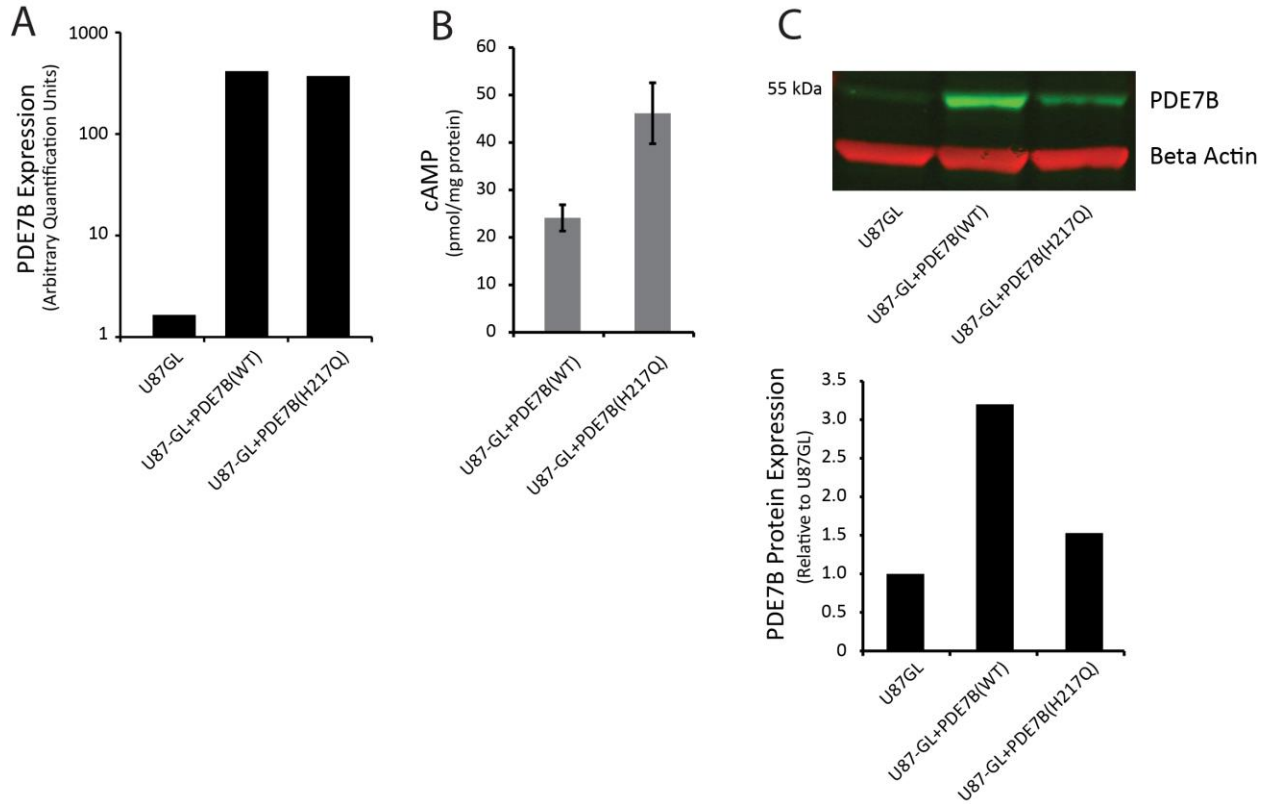 A
PDE7B Expression
(Arbitrary Quantification Units)
1000
100
10
1
U87GL
U87-GL+PDE7B(WT)
U87-GL+PDE7B(H217Q)
B
cAMP
(pmol/mg protein)
60
50
40
30
20
10
0
U87-GL+PDE7B(WT)
U87-GL+PDE7B(H217Q)
C
55 kDa
PDE7B
Beta Actin
U87GL
U87-GL+PDE7B(WT)
U87-GL+PDE7B(H217Q)
PDE7B Protein Expression
(Relative to U87GL)
3.5
3.0
2.5
2.0
1.5
1.0
0.5
0
U87GL
U87-GL+PDE7B(WT)
U87-GL+PDE7B(H217Q)